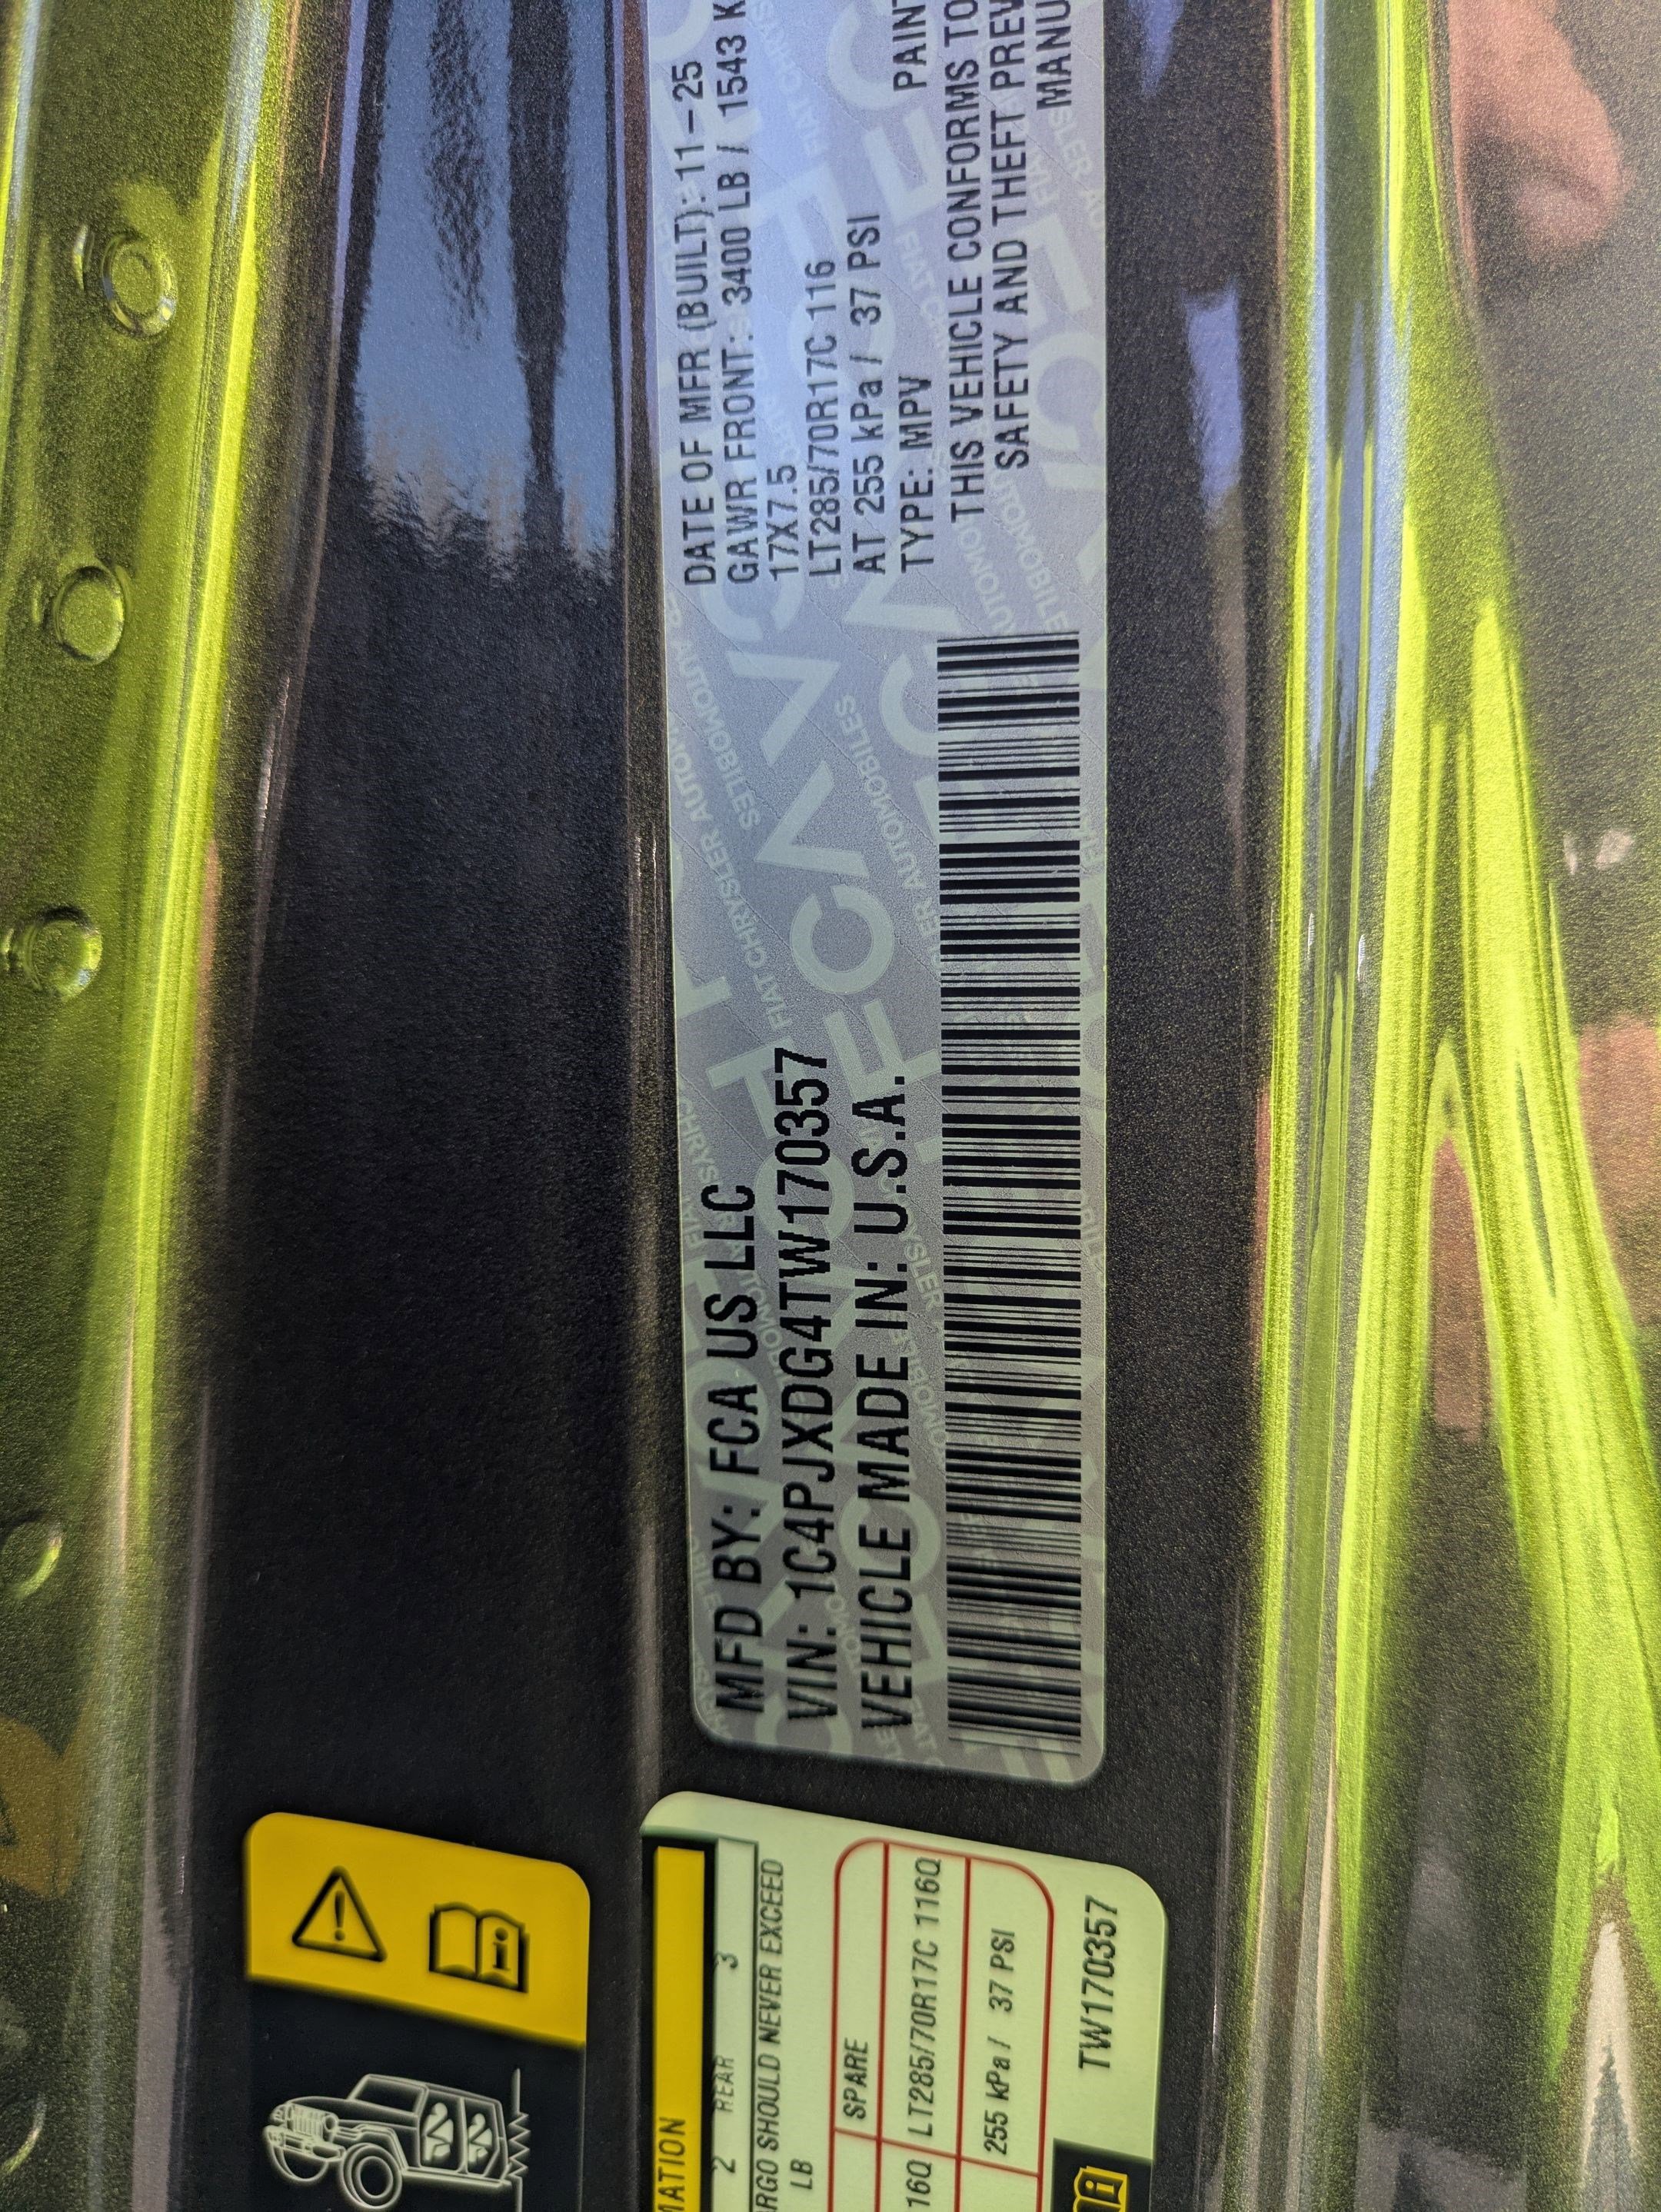 MFD BY: FCA US LLC
VIN: 1C4PJXDG4TW170357
VEHICLE MADE IN: U.S.A.
DATE OF MFR (BUILT): 11-25
GAWR FRONT: 3400 LB / 1543 K
17X7.5
LT285/70R17C 116
AT 255 kPa / 37 PSI
TYPE: MPV PAINT
THIS VEHICLE CONFORMS TO
SAFETY AND THEFT PREV
MANU
MATION
2 REAR 3
RGO SHOULD NEVER EXCEED
LB
SPARE
16Q LT285/70R17C 116Q
255 kPa / 37 PSI
TW170357